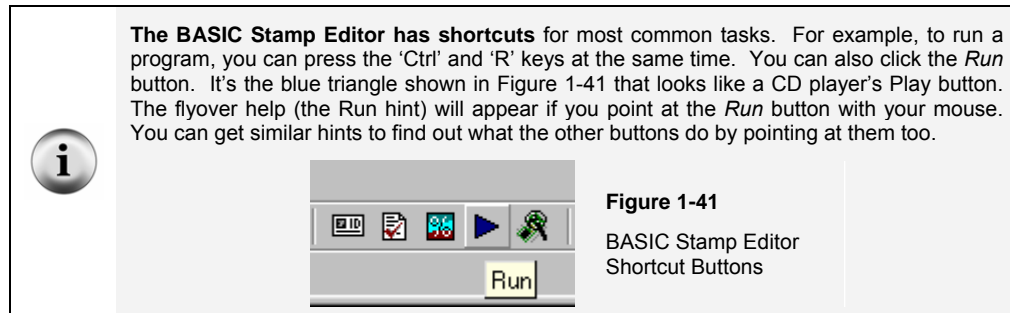 The BASIC Stamp Editor has shortcuts for most common tasks. For example, to run a
program, you can press the ‘Ctrl’ and ‘R’ keys at the same time. You can also click the Run
button. It’s the blue triangle shown in Figure 1-41 that looks like a CD player’s Play button.
The flyover help (the Run hint) will appear if you point at the Run button with your mouse.
You can get similar hints to find out what the other buttons do by pointing at them too.
i
ID
Run
Figure 1-41
BASIC Stamp Editor
Shortcut Buttons